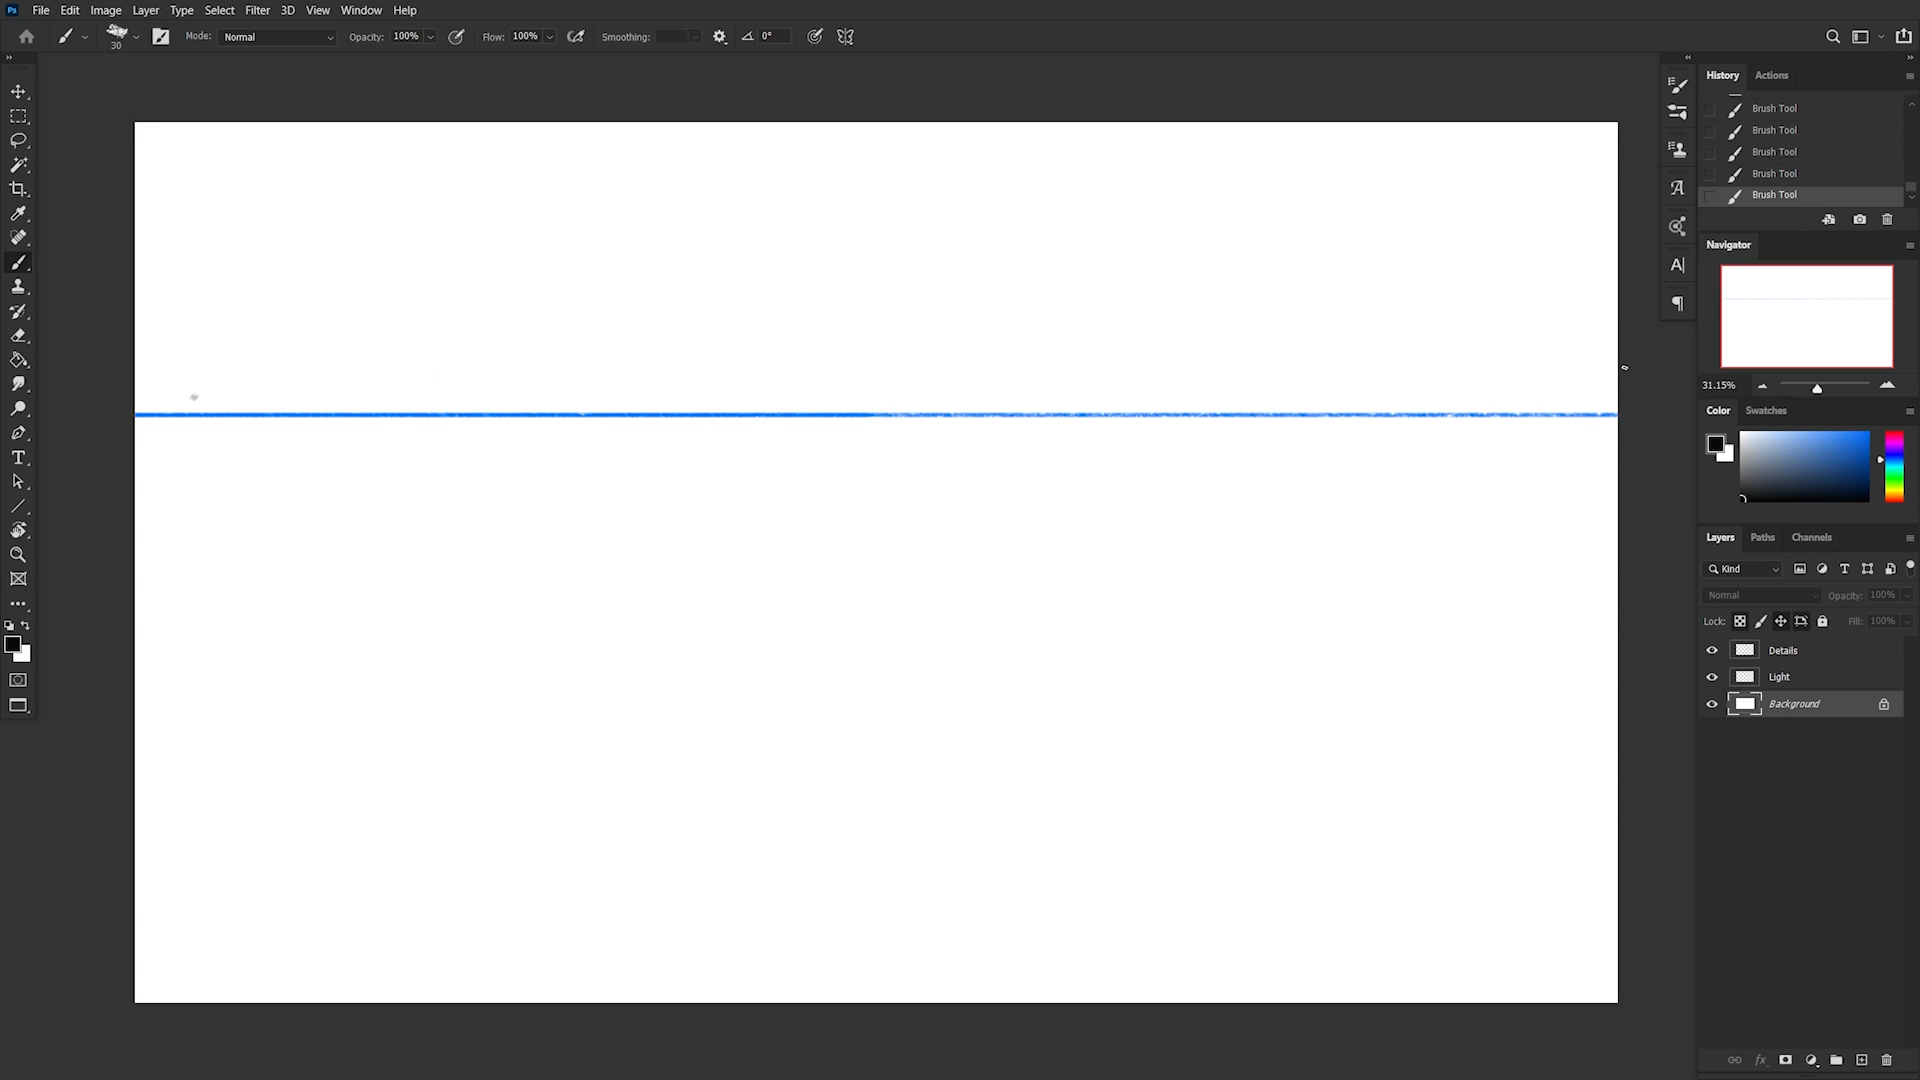 Ps File Edit Image Layer Type Select Filter 3D View Window Help
30 Mode: Normal Opacity: 100% Flow: 100% Smoothing: 0°
History Actions
Brush Tool
Brush Tool
Brush Tool
Brush Tool
Brush Tool
Navigator
31.15%
Color Swatches
Layers Paths Channels
Kind
Normal Opacity: 100%
Lock: Fill: 100%
Details
Light
Background